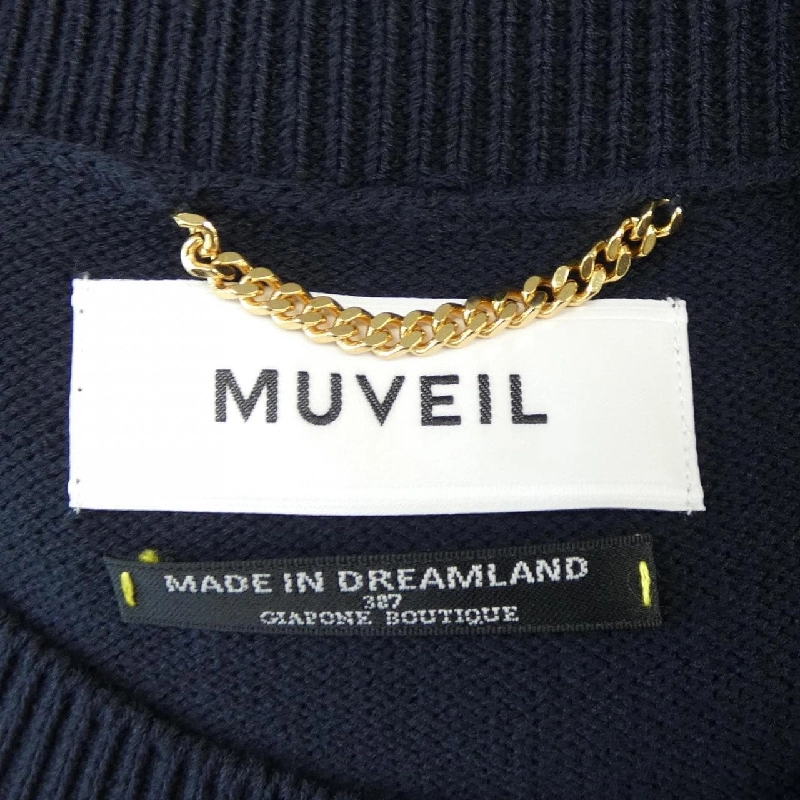 MUVEIL
MADE IN DREAMLAND
387
GIAPONE BOUTIQUE